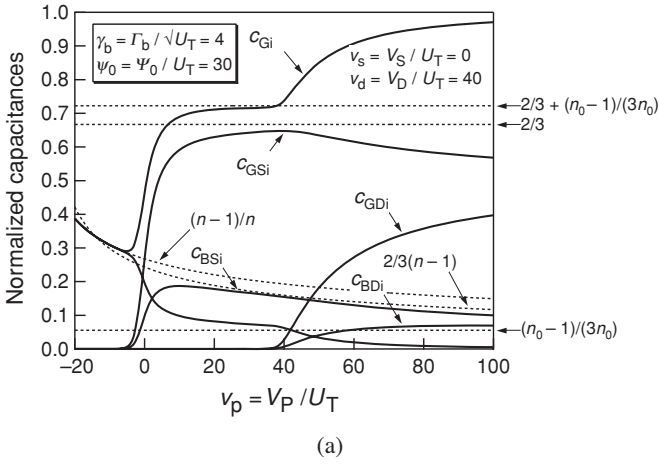 1.0
0.9
0.8
0.7
0.6
0.5
0.4
0.3
0.2
0.1
0.0
Normalized capacitances
γb = Γb / √UT = 4
ψ0 = Ψ0 / UT = 30
cGi
vs = VS / UT = 0
vd = VD / UT = 40
2/3 + (n0 – 1)/(3n0)
2/3
cGSi
cGDi
(n – 1)/n
cBSi
2/3(n – 1)
cBDi
(n0 – 1)/(3n0)
–20 0 20 40 60 80 100
vp = VP / UT
(a)